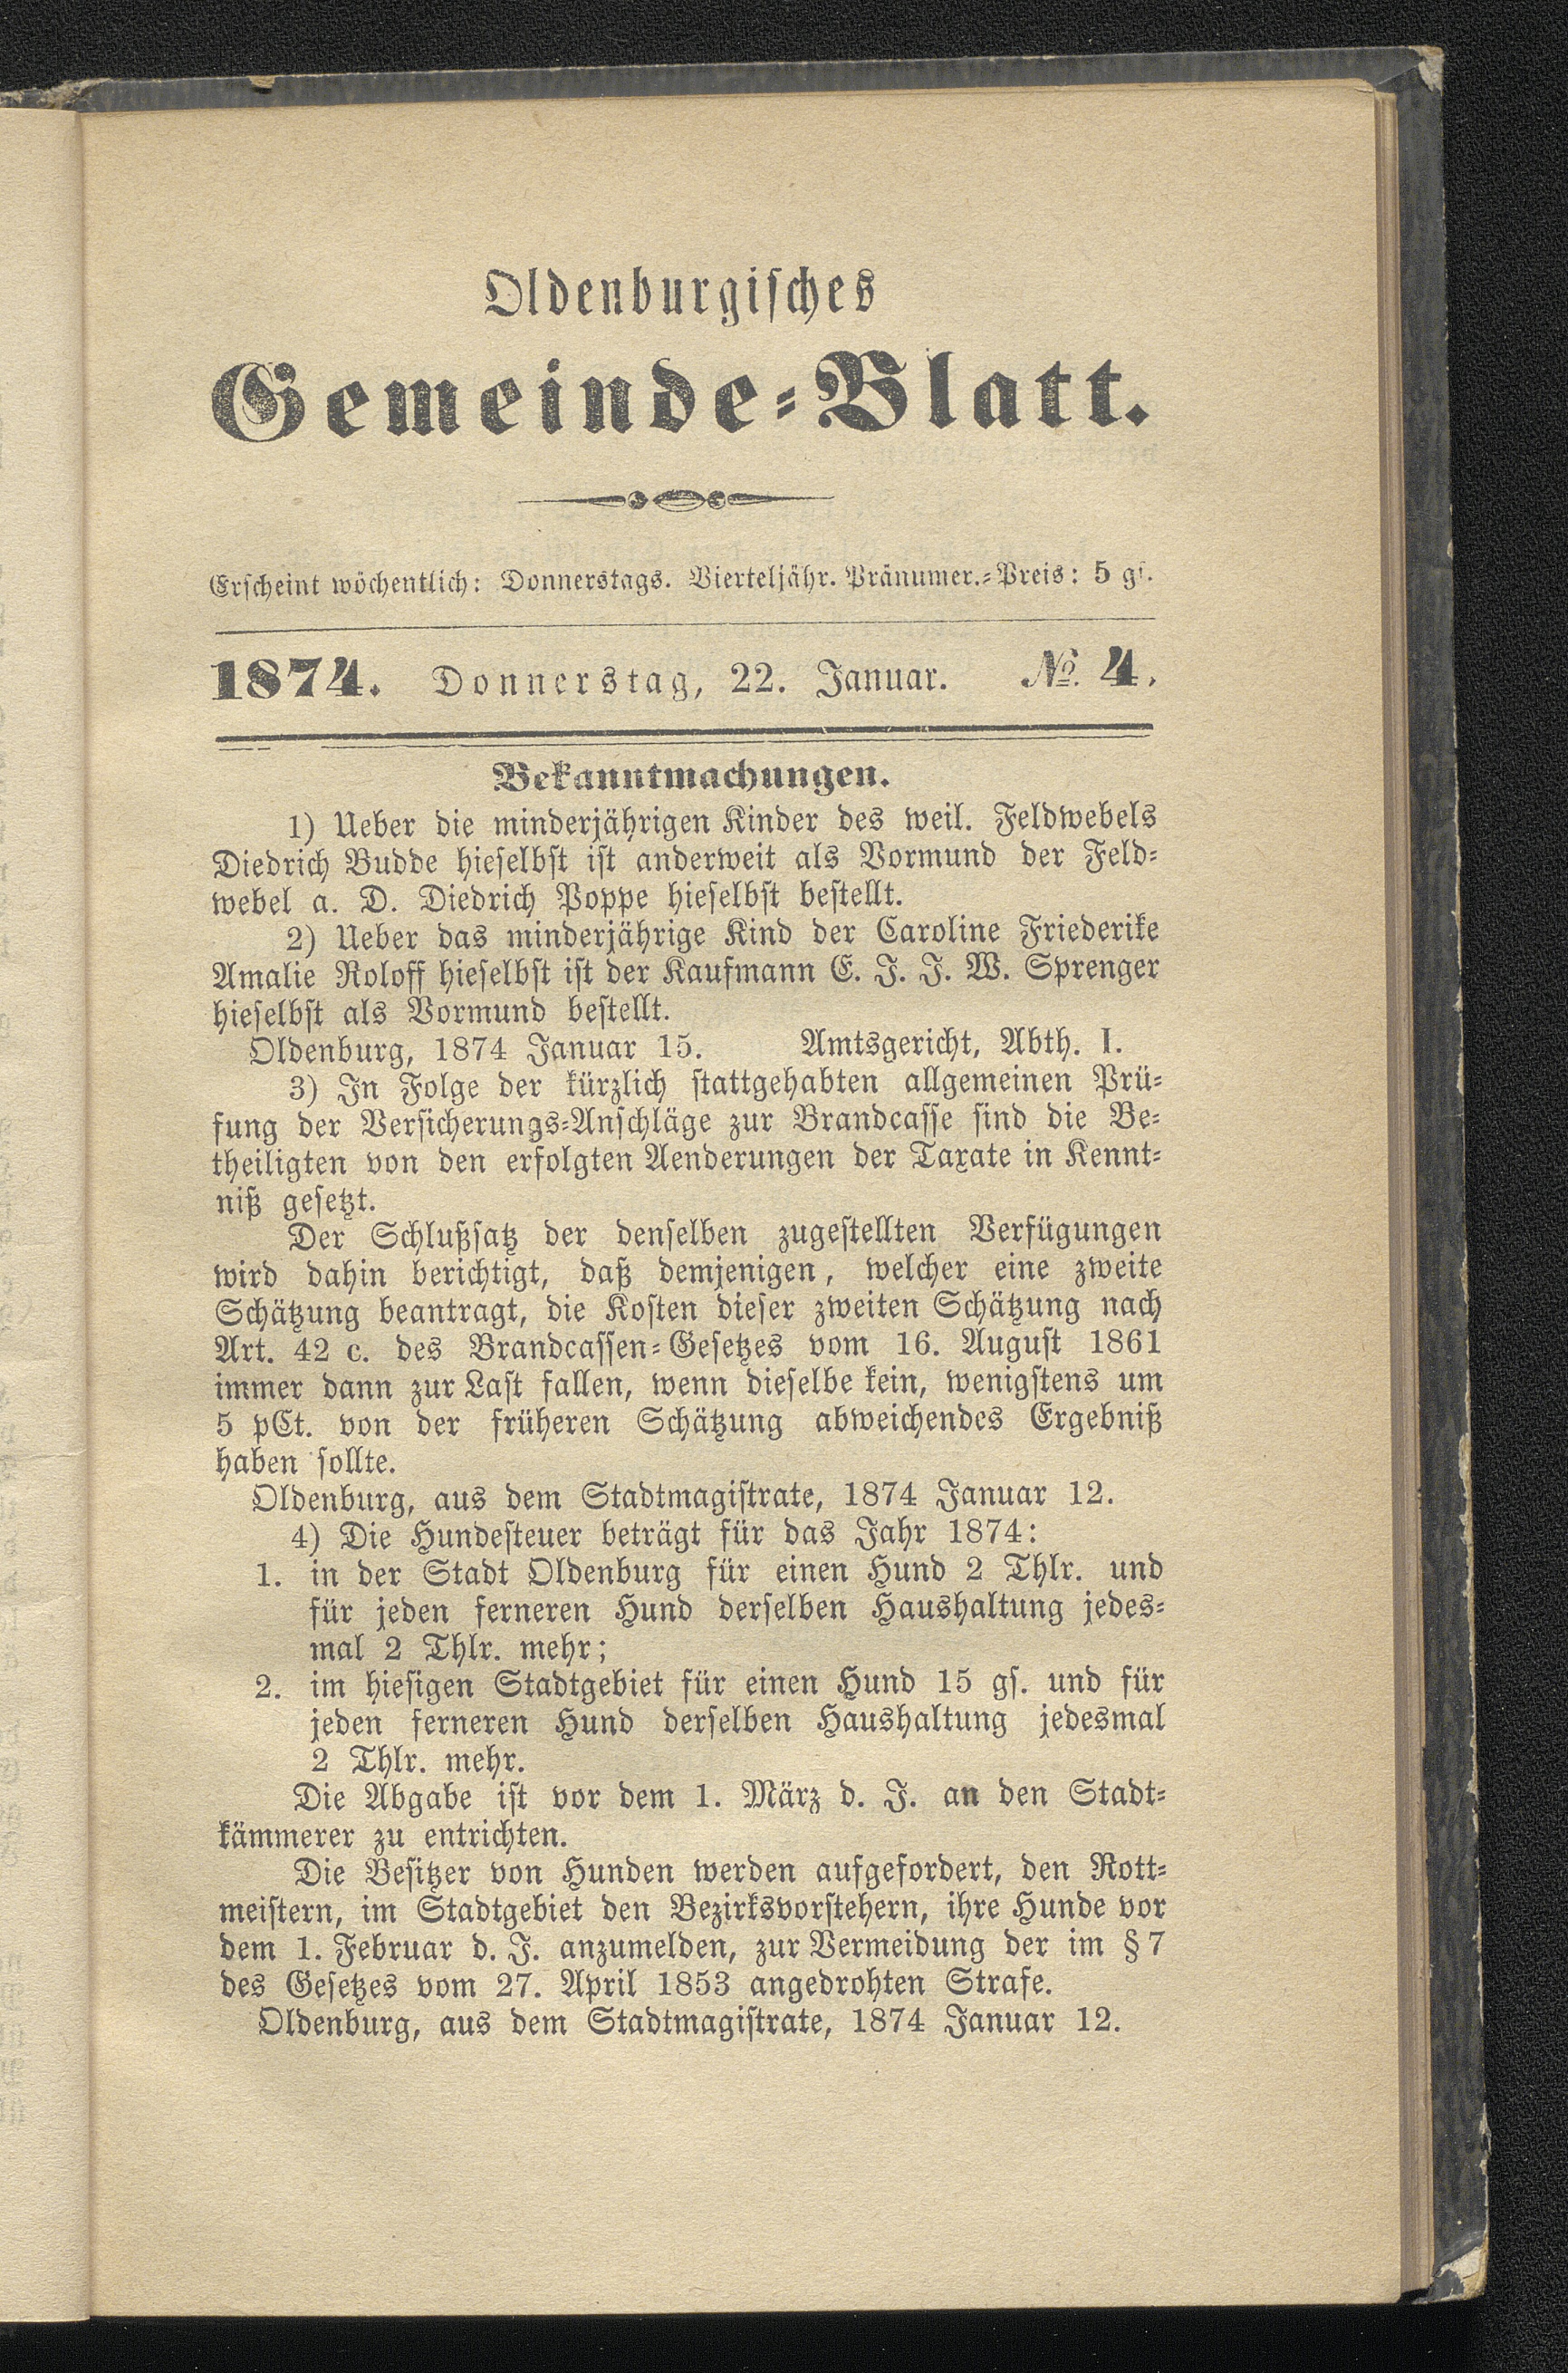 Oldenburgisches
Gemeinde-Blatt.
Erscheint wöchentlich: Donnerstags. Vierteljähr. Pränumer.-Preis: 5 gs.
1874. Donnerstag, 22. Januar. No. 4.
Bekanntmachungen.
1) Ueber die minderjährigen Kinder des weil. Feldwebels
Diedrich Budde hieselbst ist anderweit als Vormund der Feld-
webel a. D. Diedrich Poppe hieselbst bestellt.
2) Ueber das minderjährige Kind der Caroline Friederike
Amalie Roloff hieselbst ist der Kaufmann E. J. J. W. Sprenger
hieselbst als Vormund bestellt.
Oldenburg, 1874 Januar 15. Amtsgericht, Abth. I.
3) In Folge der kürzlich stattgehabten allgemeinen Prü-
fung der Versicherungs-Anschläge zur Brandcasse sind die Be-
theiligten von den erfolgten Aenderungen der Taxate in Kennt-
niß gesetzt.
Der Schlußsatz der denselben zugestellten Verfügungen
wird dahin berichtigt, daß demjenigen, welcher eine zweite
Schätzung beantragt, die Kosten dieser zweiten Schätzung nach
Art. 42 c. des Brandcassen-Gesetzes vom 16. August 1861
immer dann zur Last fallen, wenn dieselbe kein, wenigstens um
5 pCt. von der früheren Schätzung abweichendes Ergebniß
haben sollte.
Oldenburg, aus dem Stadtmagistrate, 1874 Januar 12.
4) Die Hundesteuer beträgt für das Jahr 1874:
1. in der Stadt Oldenburg für einen Hund 2 Thlr. und
für jeden ferneren Hund derselben Haushaltung jedes-
mal 2 Thlr. mehr;
2. im hiesigen Stadtgebiet für einen Hund 15 gs. und für
jeden ferneren Hund derselben Haushaltung jedesmal
2 Thlr. mehr.
Die Abgabe ist vor dem 1. März d. J. an den Stadt-
kämmerer zu entrichten.
Die Besitzer von Hunden werden aufgefordert, den Rott-
meistern, im Stadtgebiet den Bezirksvorstehern, ihre Hunde vor
dem 1. Februar d. J. anzumelden, zur Vermeidung der im § 7
des Gesetzes vom 27. April 1853 angedrohten Strafe.
Oldenburg, aus dem Stadtmagistrate, 1874 Januar 12.